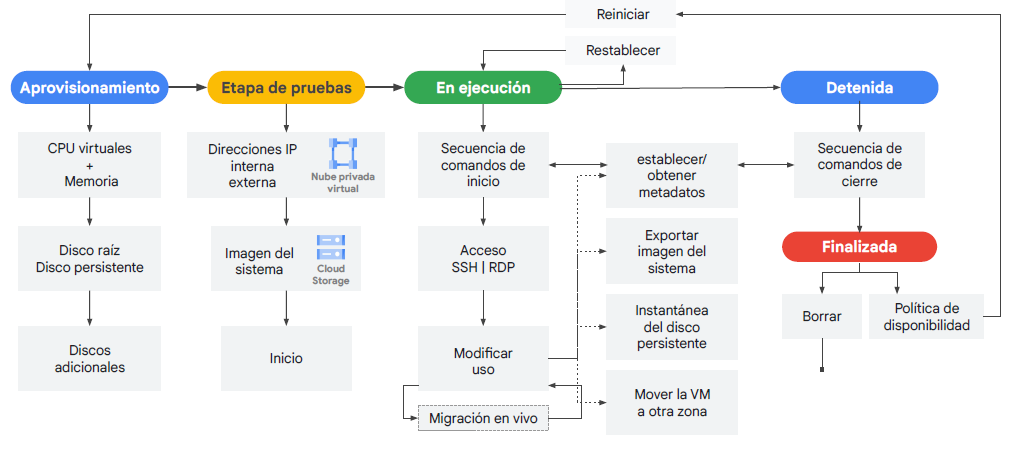 Reiniciar
Restablecer
Aprovisionamiento
Etapa de pruebas
En ejecución
Detenida
CPU virtuales
+
Memoria
Disco raíz
Disco persistente
Discos
adicionales
Direcciones IP
interna
externa
Nube privada
virtual
Imagen del
sistema
Cloud
Storage
Inicio
Secuencia de
comandos de
inicio
Acceso
SSH | RDP
Modificar
uso
Migración en vivo
establecer/
obtener
metadatos
Exportar
imagen del
sistema
Instantánea
del disco
persistente
Mover la VM
a otra zona
Secuencia de
comandos de
cierre
Finalizada
Borrar
Política de
disponibilidad